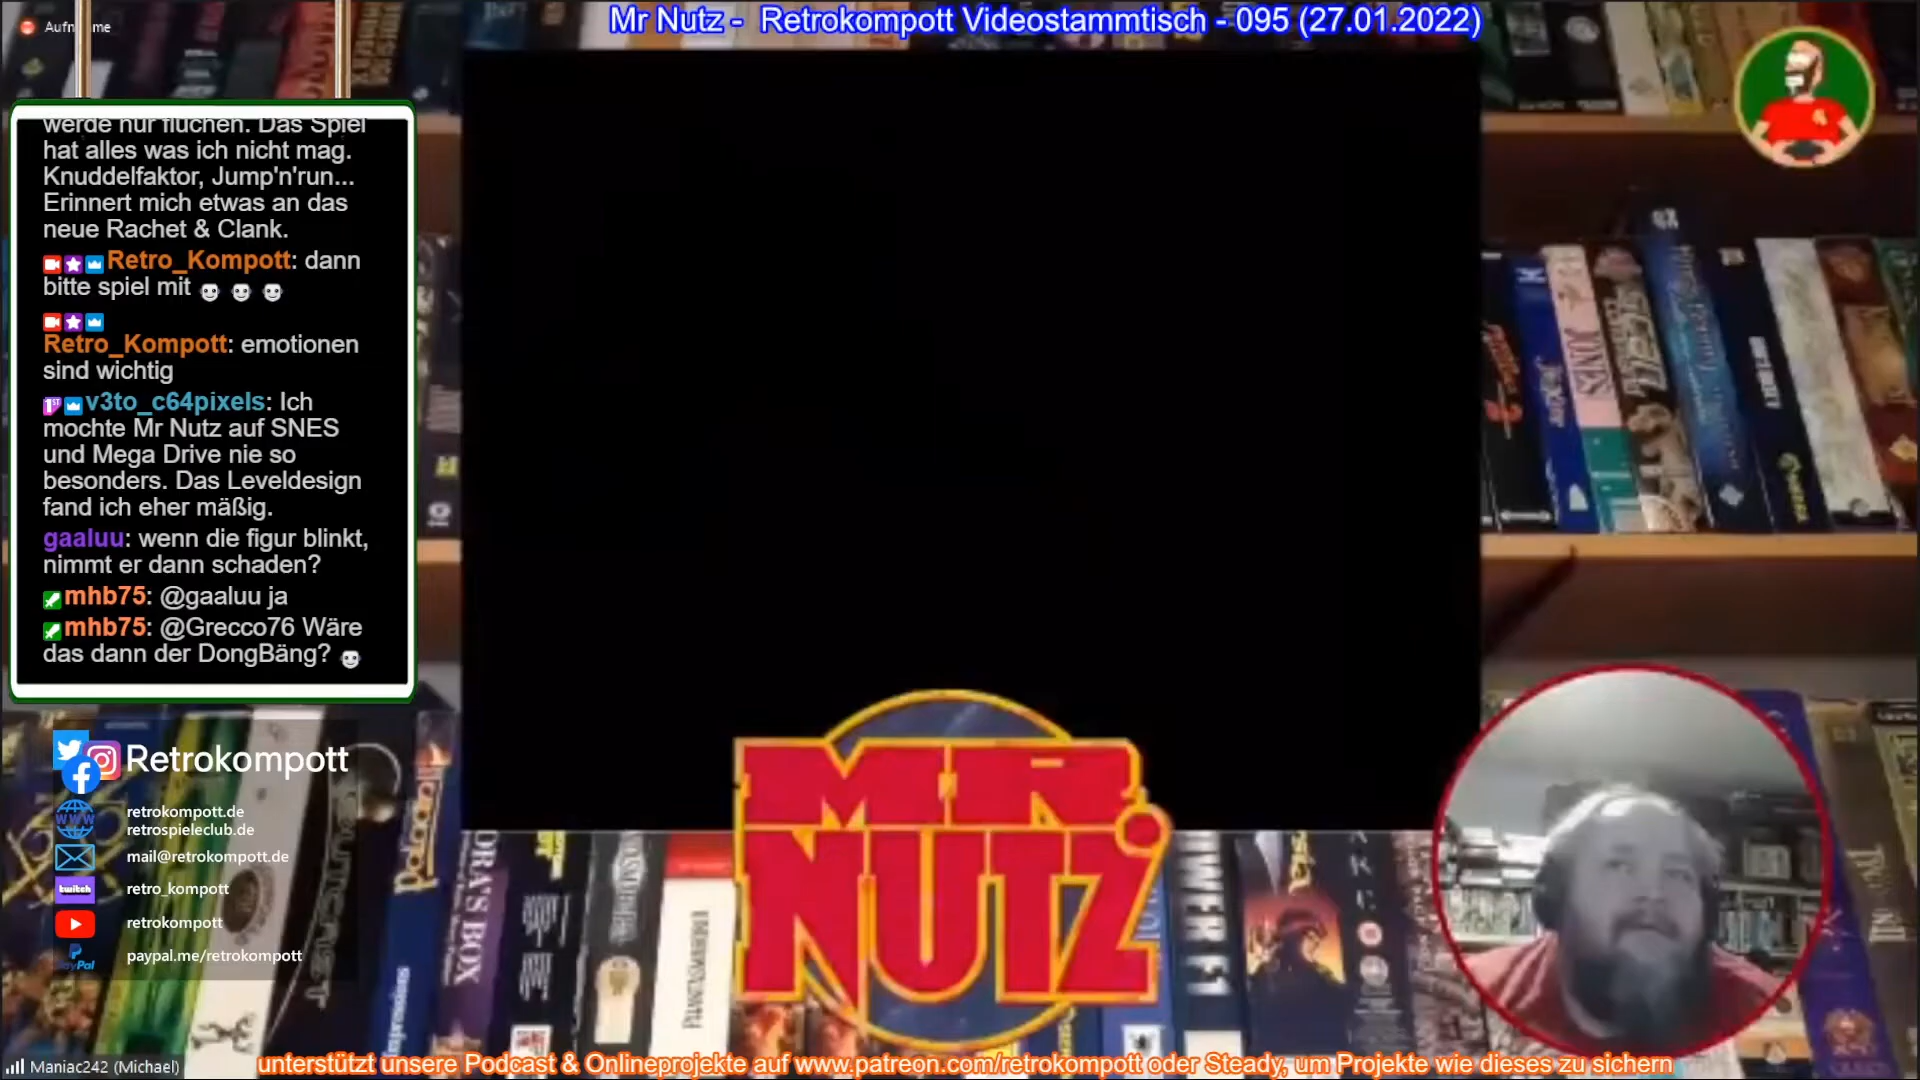 Mr Nutz - Retrokompott Videostammtisch - 095 (27.01.2022)
werde nur fluchen. Das Spiel
hat alles was ich nicht mag.
Knuddelfaktor, Jump'n'run...
Erinnert mich etwas an das
neue Rachet & Clank.
Retro_Kompott: dann
bitte spiel mit
Retro_Kompott: emotionen
sind wichtig
v3to_c64pixels: Ich
mochte Mr Nutz auf SNES
und Mega Drive nie so
besonders. Das Leveldesign
fand ich eher mäßig.
gaaluu: wenn die figur blinkt,
nimmt er dann schaden?
mhb75: @gaaluu ja
mhb75: @Grecco76 Wäre
das dann der DongBäng?
Retrokompott
www
retrokompott.de
retrospieleclub.de
mail@retrokompott.de
twitch
retro_kompott
retrokompott
PayPal
paypal.me/retrokompott
MR.
NUTZ
Maniac242 (Michael)
unterstützt unsere Podcast & Onlineprojekte auf www.patreon.com/retrokompott oder Steady, um Projekte wie dieses zu sichern